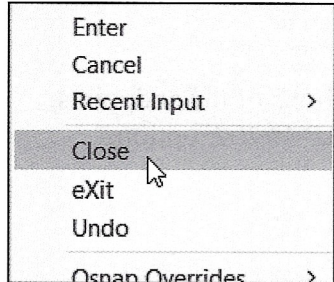 Enter
Cancel
Recent Input >
Close
eXit
Undo
Osnap Overrides >